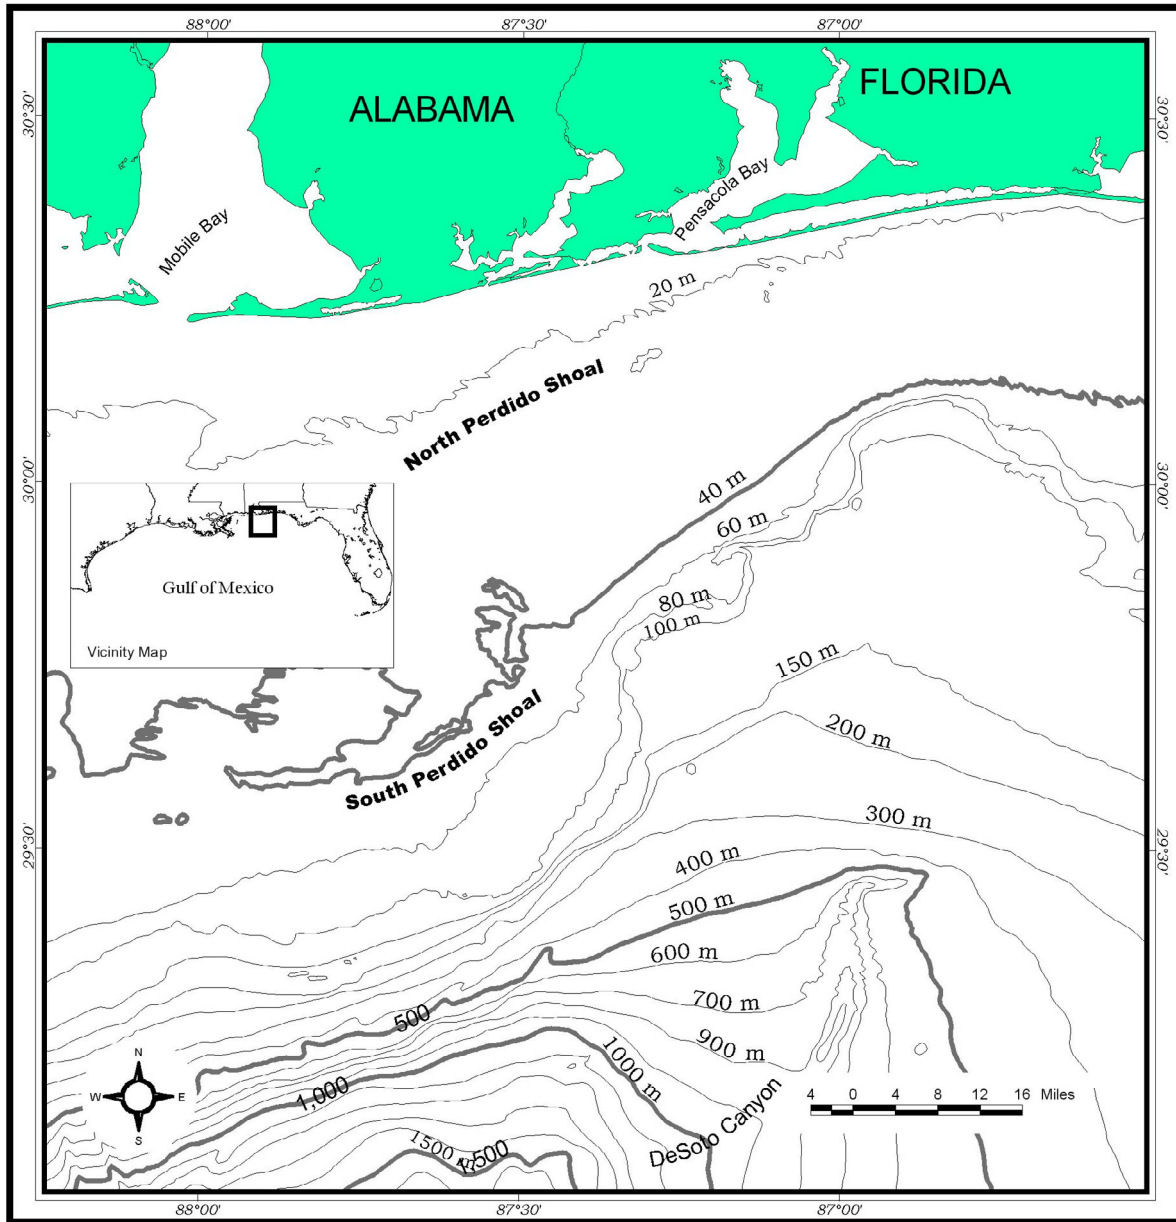 88°00'
87°30'
87°00'
30°30'
30°30'
ALABAMA
FLORIDA
Mobile Bay
Pensacola Bay
20 m
North Perdido Shoal
30°00'
30°00'
40 m
60 m
80 m
100 m
Gulf of Mexico
Vicinity Map
150 m
200 m
South Perdido Shoal
300 m
29°30'
29°30'
400 m
500 m
600 m
700 m
500
900 m
1000 m
1,000
N
W
E
S
DeSoto Canyon
4 0 4 8 12 16 Miles
1500 m
88°00'
87°30'
87°00'